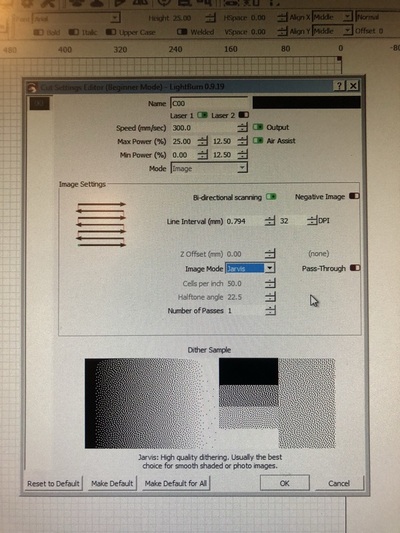 Height 25.00 HSpace 0.00 Align X Middle Normal
Bold Italic Upper Case Welded VSpace 0.00 Align Y Middle Offset 0
480 400 320 240 160 80 0 -80
Cut Settings Editor (Beginner Mode) - LightBurn 0.9.19
Name C00
Laser 1 Laser 2
Speed (mm/sec) 300.0 Output
Max Power (%) 25.00 12.50 Air Assist
Min Power (%) 0.00 12.50
Mode Image
Image Settings
Bi-directional scanning Negative Image
Line Interval (mm) 0.794 32 DPI
Z Offset (mm) 0.00 (none)
Image Mode Jarvis Pass-Through
Cells per inch 50.0
Halftone angle 22.5
Number of Passes 1
Dither Sample
Jarvis: High quality dithering. Usually the best
choice for smooth shaded or photo images.
Reset to Default Make Default Make Default for All OK Cancel